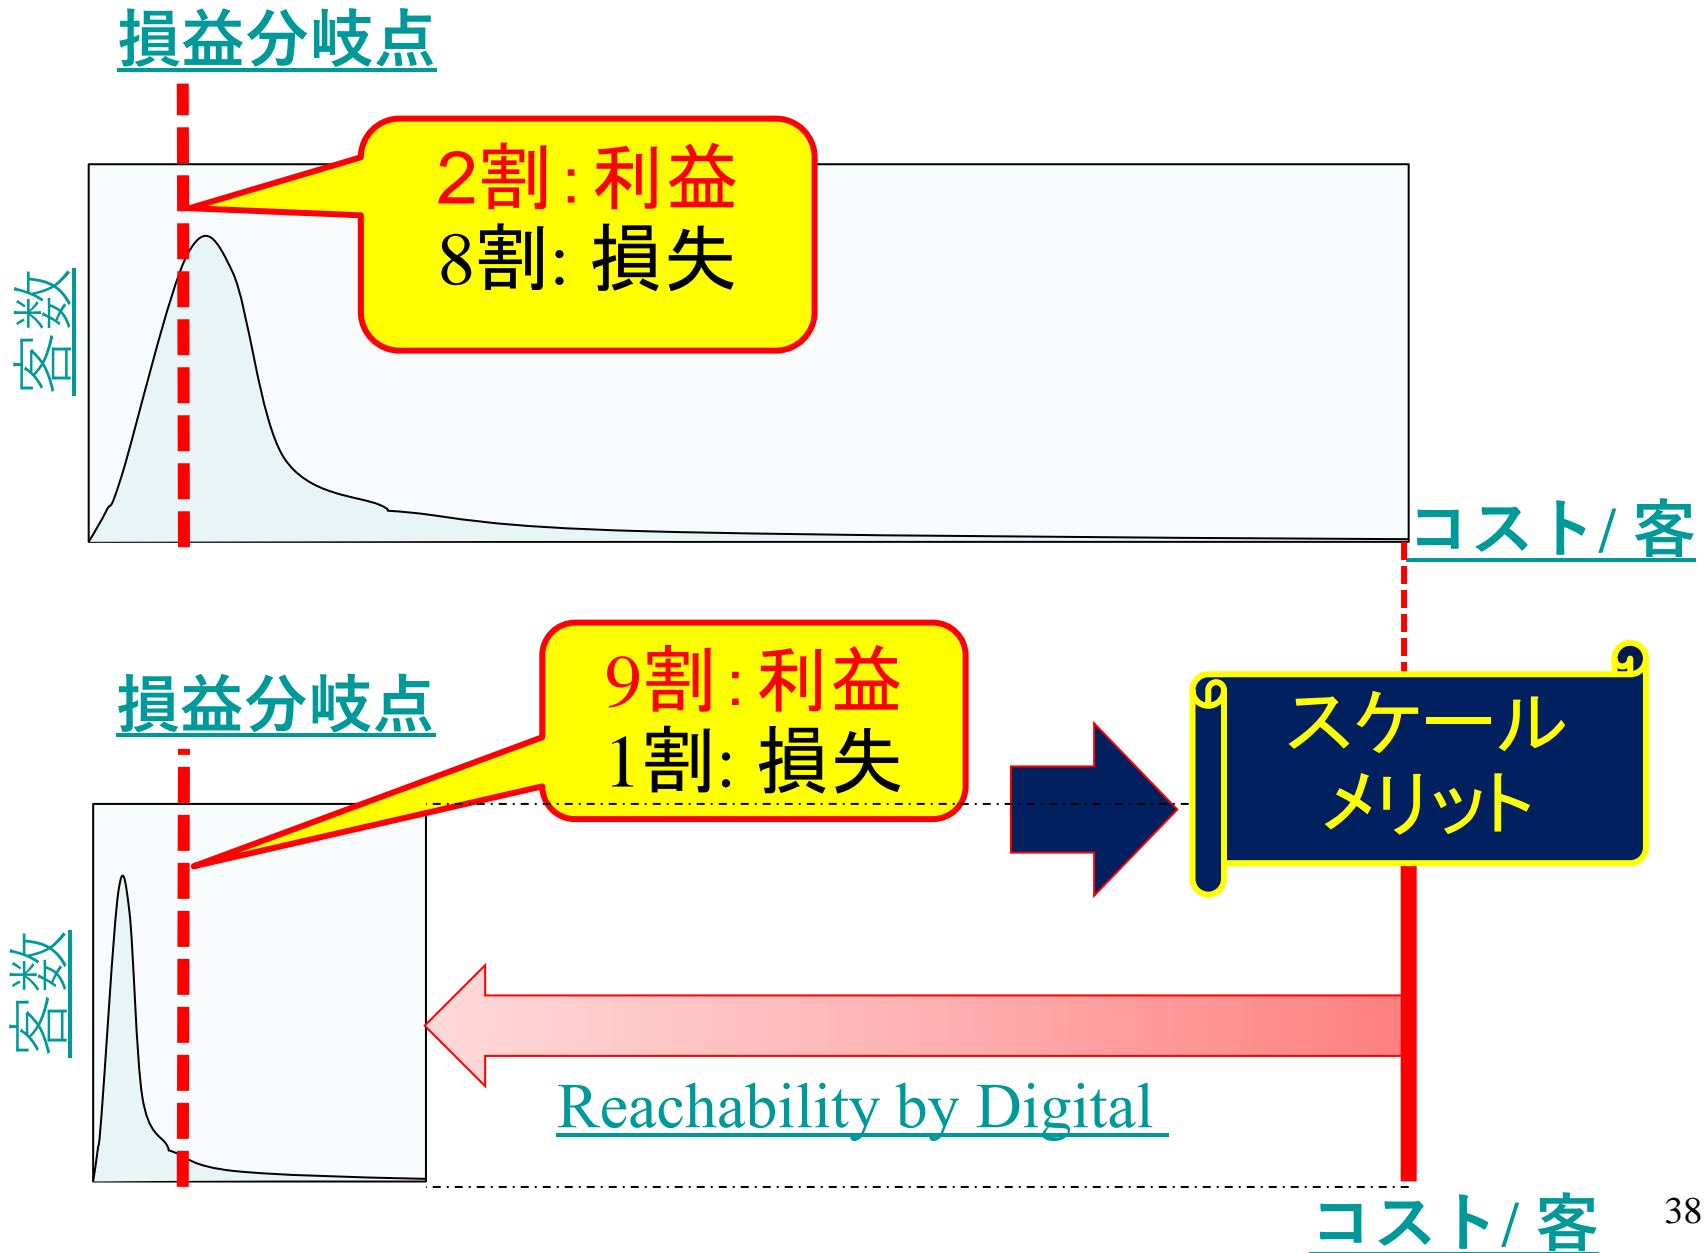 損益分岐点
2割：利益
8割: 損失
客数
コスト/ 客
損益分岐点
9割：利益
1割: 損失
スケール
メリット
客数
Reachability by Digital
コスト/ 客
38